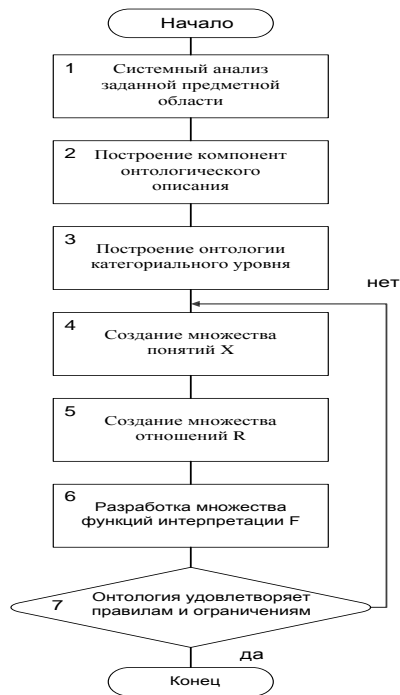 Начало
1 Системный анализ
заданной предметной
области
2 Построение компонент
онтологического
описания
3 Построение онтологии
категориального уровня
нет
4 Создание множества
понятий X
5 Создание множества
отношений R
6 Разработка множества
функций интерпретации F
7 Онтология удовлетворяет
правилам и ограничениям
да
Конец